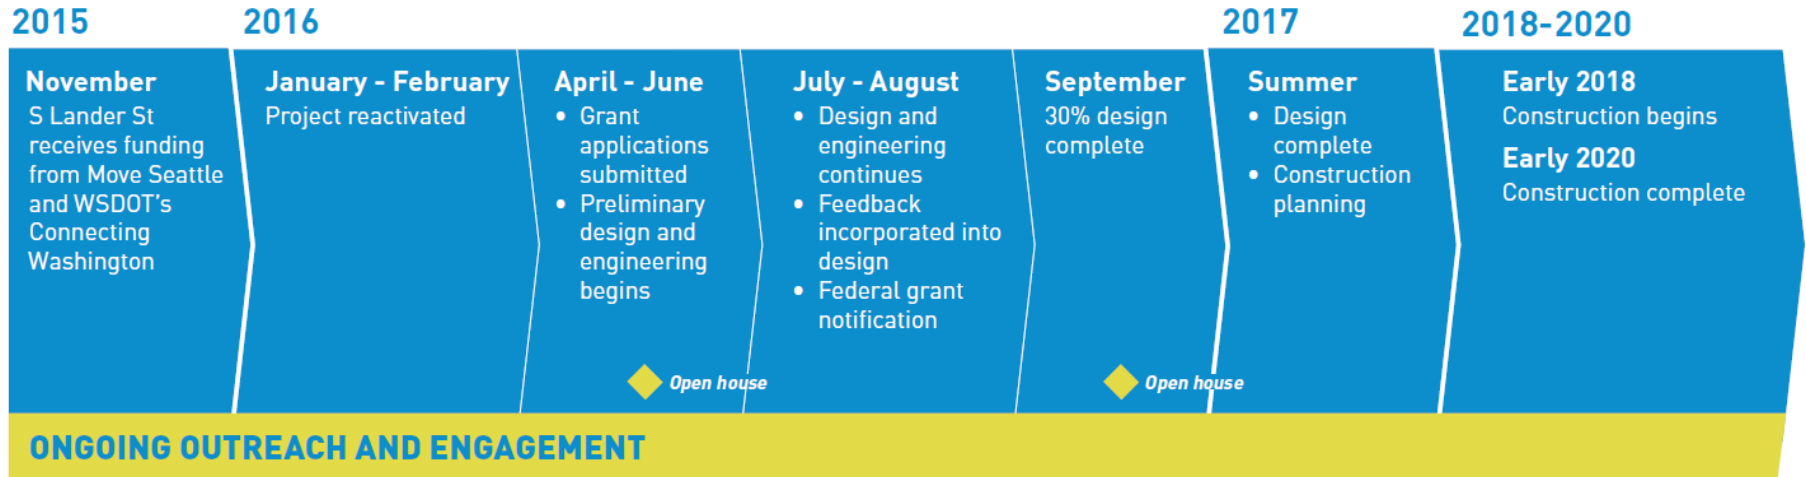 2015
2016
2017
2018-2020
November
S Lander St
receives funding
from Move Seattle
and WSDOT's
Connecting
Washington
January - February
Project reactivated
April - June
• Grant
applications
submitted
• Preliminary
design and
engineering
begins
July - August
• Design and
engineering
continues
• Feedback
incorporated into
design
• Federal grant
notification
September
30% design
complete
Summer
• Design
complete
• Construction
planning
Early 2018
Construction begins
Early 2020
Construction complete
Open house
Open house
ONGOING OUTREACH AND ENGAGEMENT